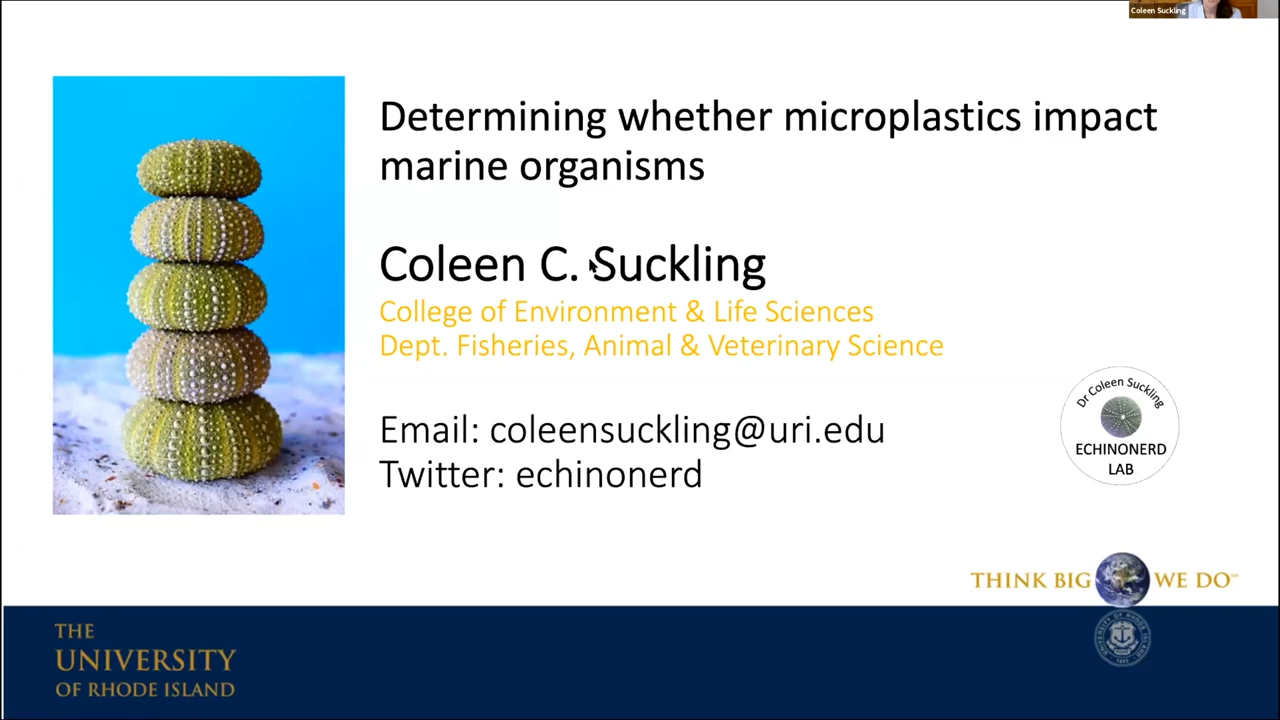 Coleen Suckling
Determining whether microplastics impact
marine organisms
Coleen C. Suckling
College of Environment & Life Sciences
Dept. Fisheries, Animal & Veterinary Science
Email: coleensuckling@uri.edu
Twitter: echinonerd
Dr Coleen Suckling
ECHINONERD
LAB
THINK BIG WE DO℠
THE
UNIVERSITY
OF RHODE ISLAND